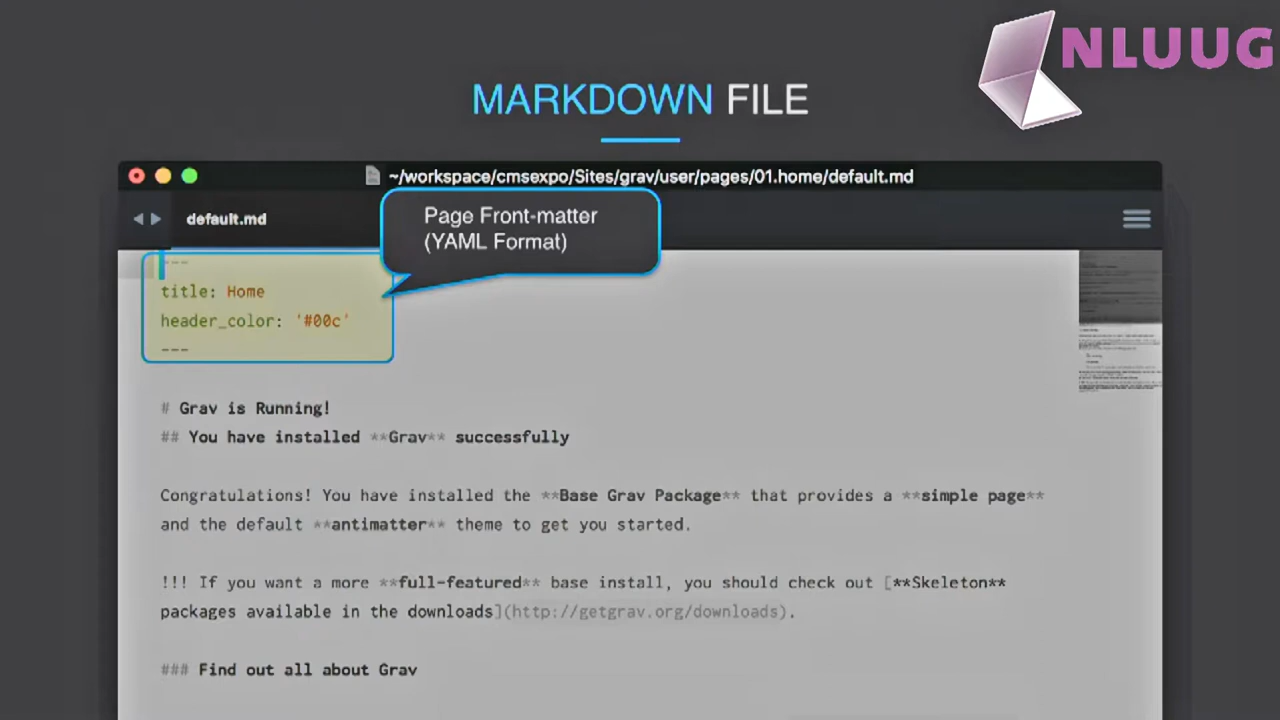 NLUUG
MARKDOWN FILE
~/workspace/cmsexpo/Sites/grav/user/pages/01.home/default.md
default.md
Page Front-matter
(YAML Format)
---
title: Home
header_color: '#00c'
---
# Grav is Running!
## You have installed **Grav** successfully
Congratulations! You have installed the **Base Grav Package** that provides a **simple page**
and the default **antimatter** theme to get you started.
!!! If you want a more **full-featured** base install, you should check out [**Skeleton**
packages available in the downloads](http://getgrav.org/downloads).
### Find out all about Grav